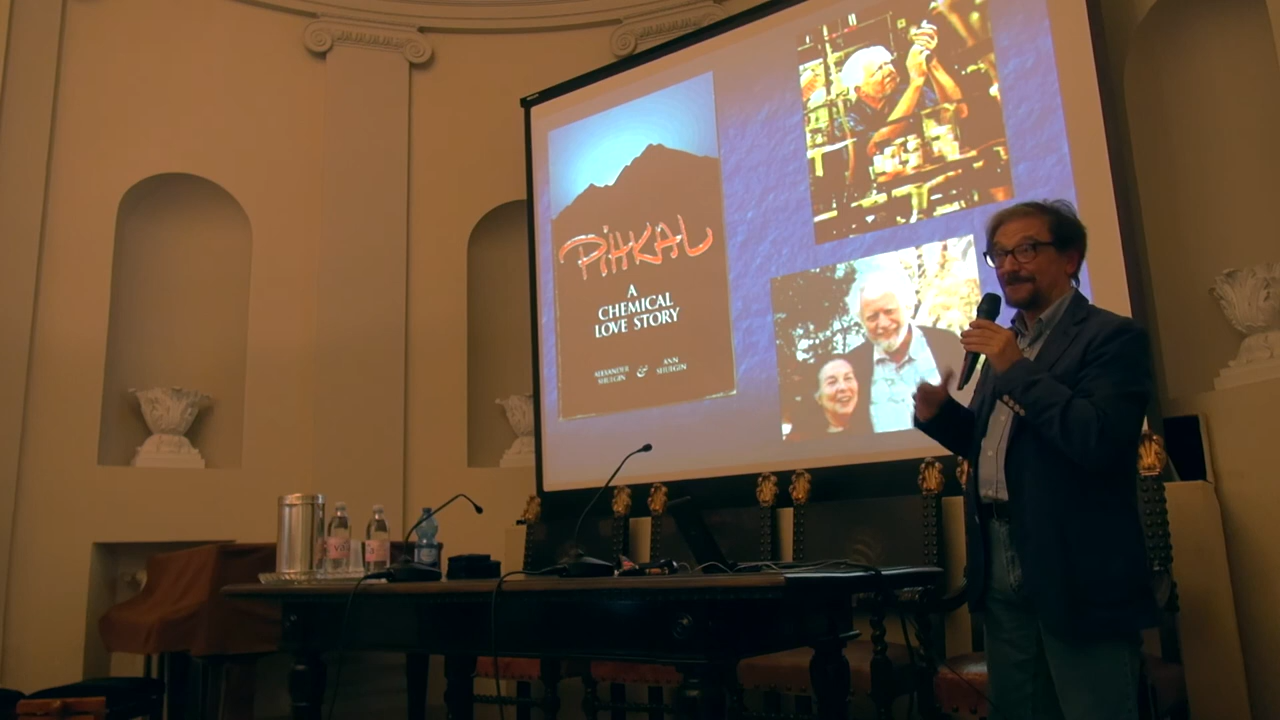 PiHKAL
A
CHEMICAL
LOVE STORY
ALEXANDER
SHULGIN
&
ANN
SHULGIN